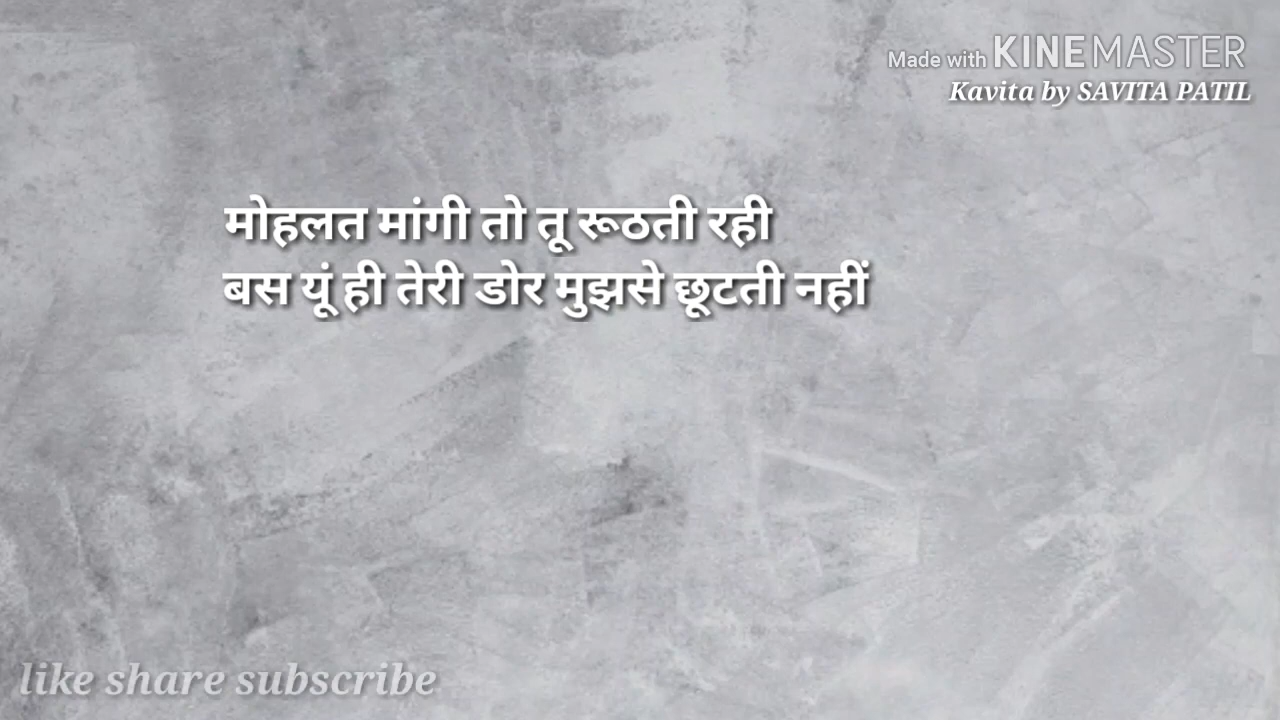 Made with KINEMASTER
Kavita by SAVITA PATIL
मोहलत मांगी तो तू रूठती रही
बस यूं ही तेरी डोर मुझसे छूटती नहीं
like share subscribe